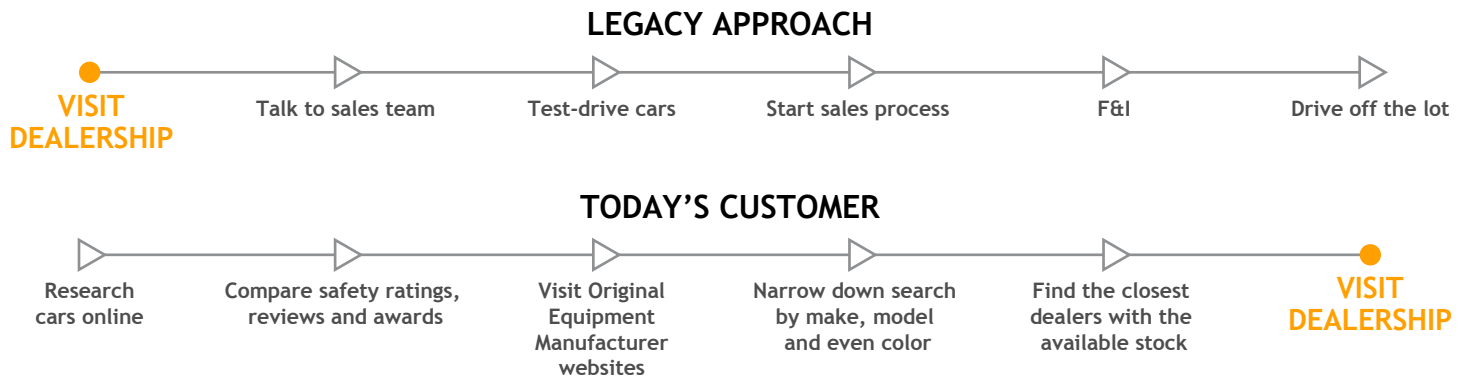 LEGACY APPROACH
VISIT
DEALERSHIP
Talk to sales team
Test-drive cars
Start sales process
F&I
Drive off the lot
TODAY’S CUSTOMER
Research
cars online
Compare safety ratings,
reviews and awards
Visit Original
Equipment
Manufacturer
websites
Narrow down search
by make, model
and even color
Find the closest
dealers with the
available stock
VISIT
DEALERSHIP